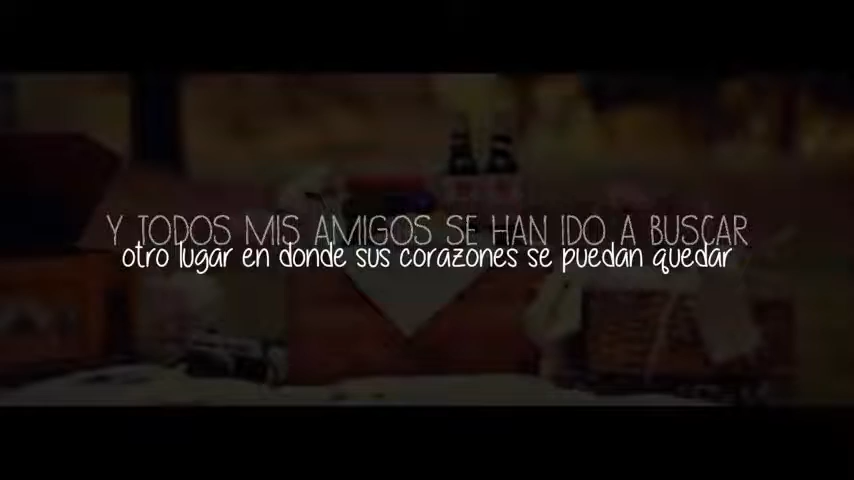 Y TODOS MIS AMIGOS SE HAN IDO A BUSCAR
otro lugar en donde sus corazones se puedan quedar